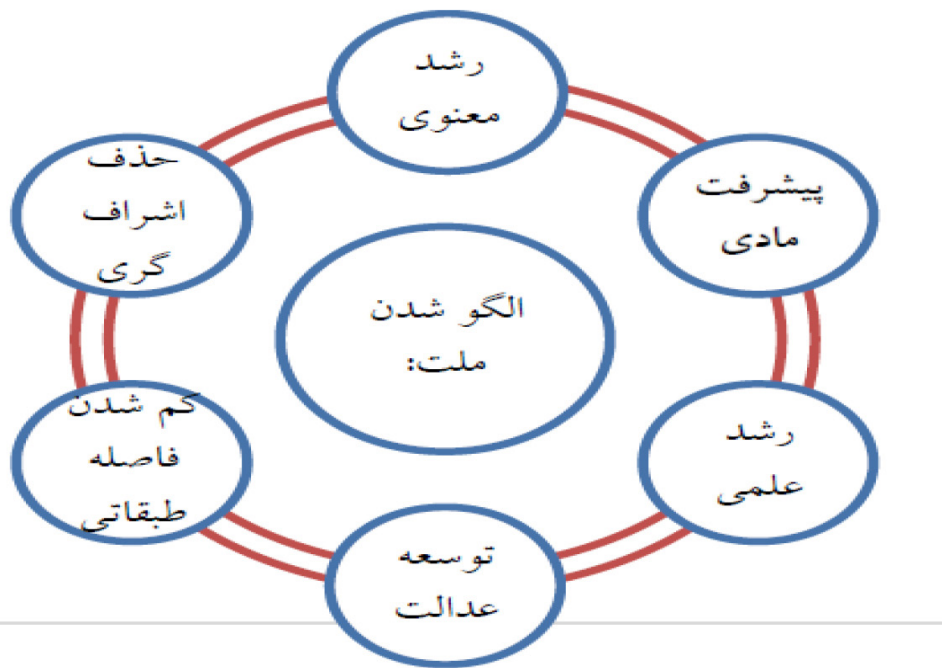 رشد
معنوی
پیشرفت
مادی
رشد
علمی
توسعه
عدالت
کم شدن
فاصله
طبقاتی
حذف
اشراف
گری
الگو شدن
ملت: